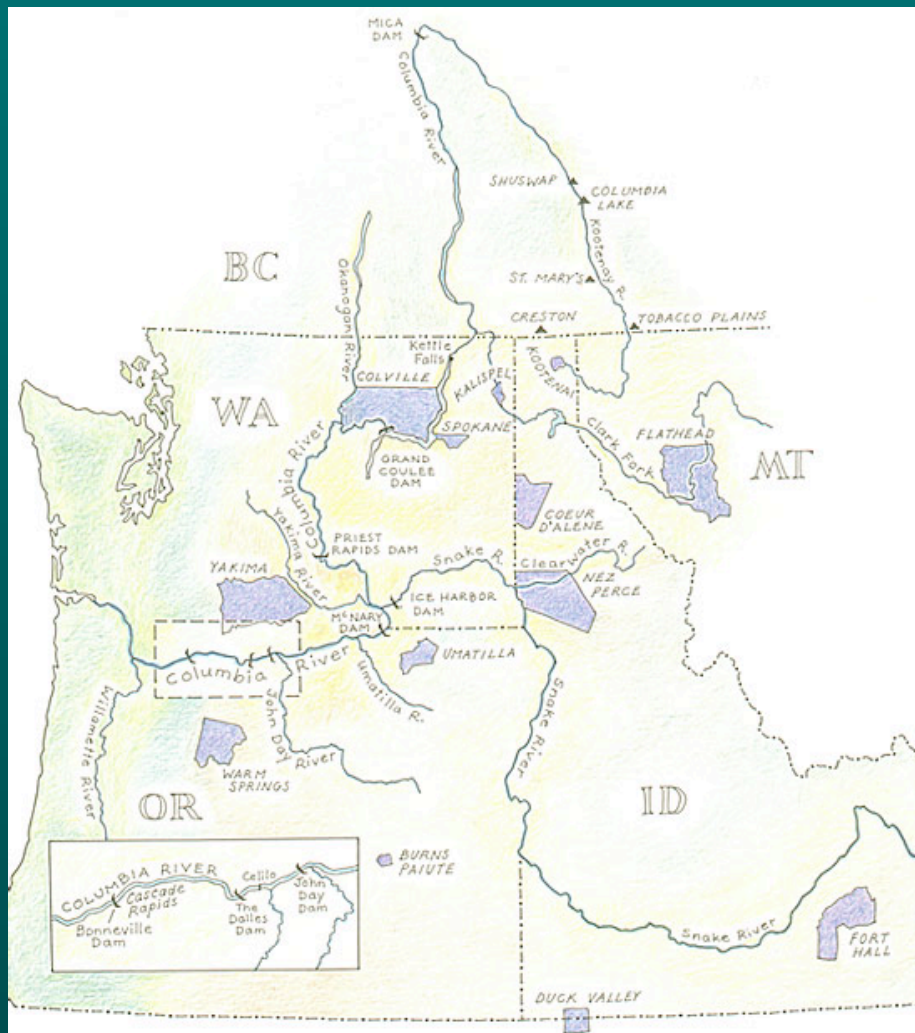 MICA
DAM
Columbia River
SHUSWAP
COLUMBIA
LAKE
Kootenay R.
BC
Okanogan River
ST. MARY'S
CRESTON
TOBACCO PLAINS
Kettle
Falls
KOOTENAI
COLVILLE
KALISPEL
WA
SPOKANE
Clark Fork
FLATHEAD
MT
GRAND
COULEE
DAM
Columbia River
COEUR
D'ALENE
Yakima River
PRIEST
RAPIDS DAM
Snake R.
Clearwater R.
YAKIMA
NEZ
PERCE
ICE HARBOR
DAM
McNARY
DAM
UMATILLA
Columbia River
Umatilla R.
Willamette River
John Day River
Snake River
WARM
SPRINGS
OR
ID
BURNS
PAIUTE
COLUMBIA RIVER
Cascade
Rapids
Bonneville
Dam
Celilo
The
Dalles
Dam
John
Day
Dam
Snake River
FORT
HALL
DUCK VALLEY